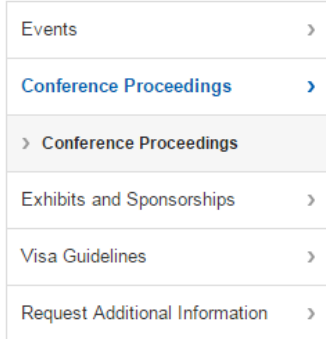 Events
Conference Proceedings
Conference Proceedings
Exhibits and Sponsorships
Visa Guidelines
Request Additional Information